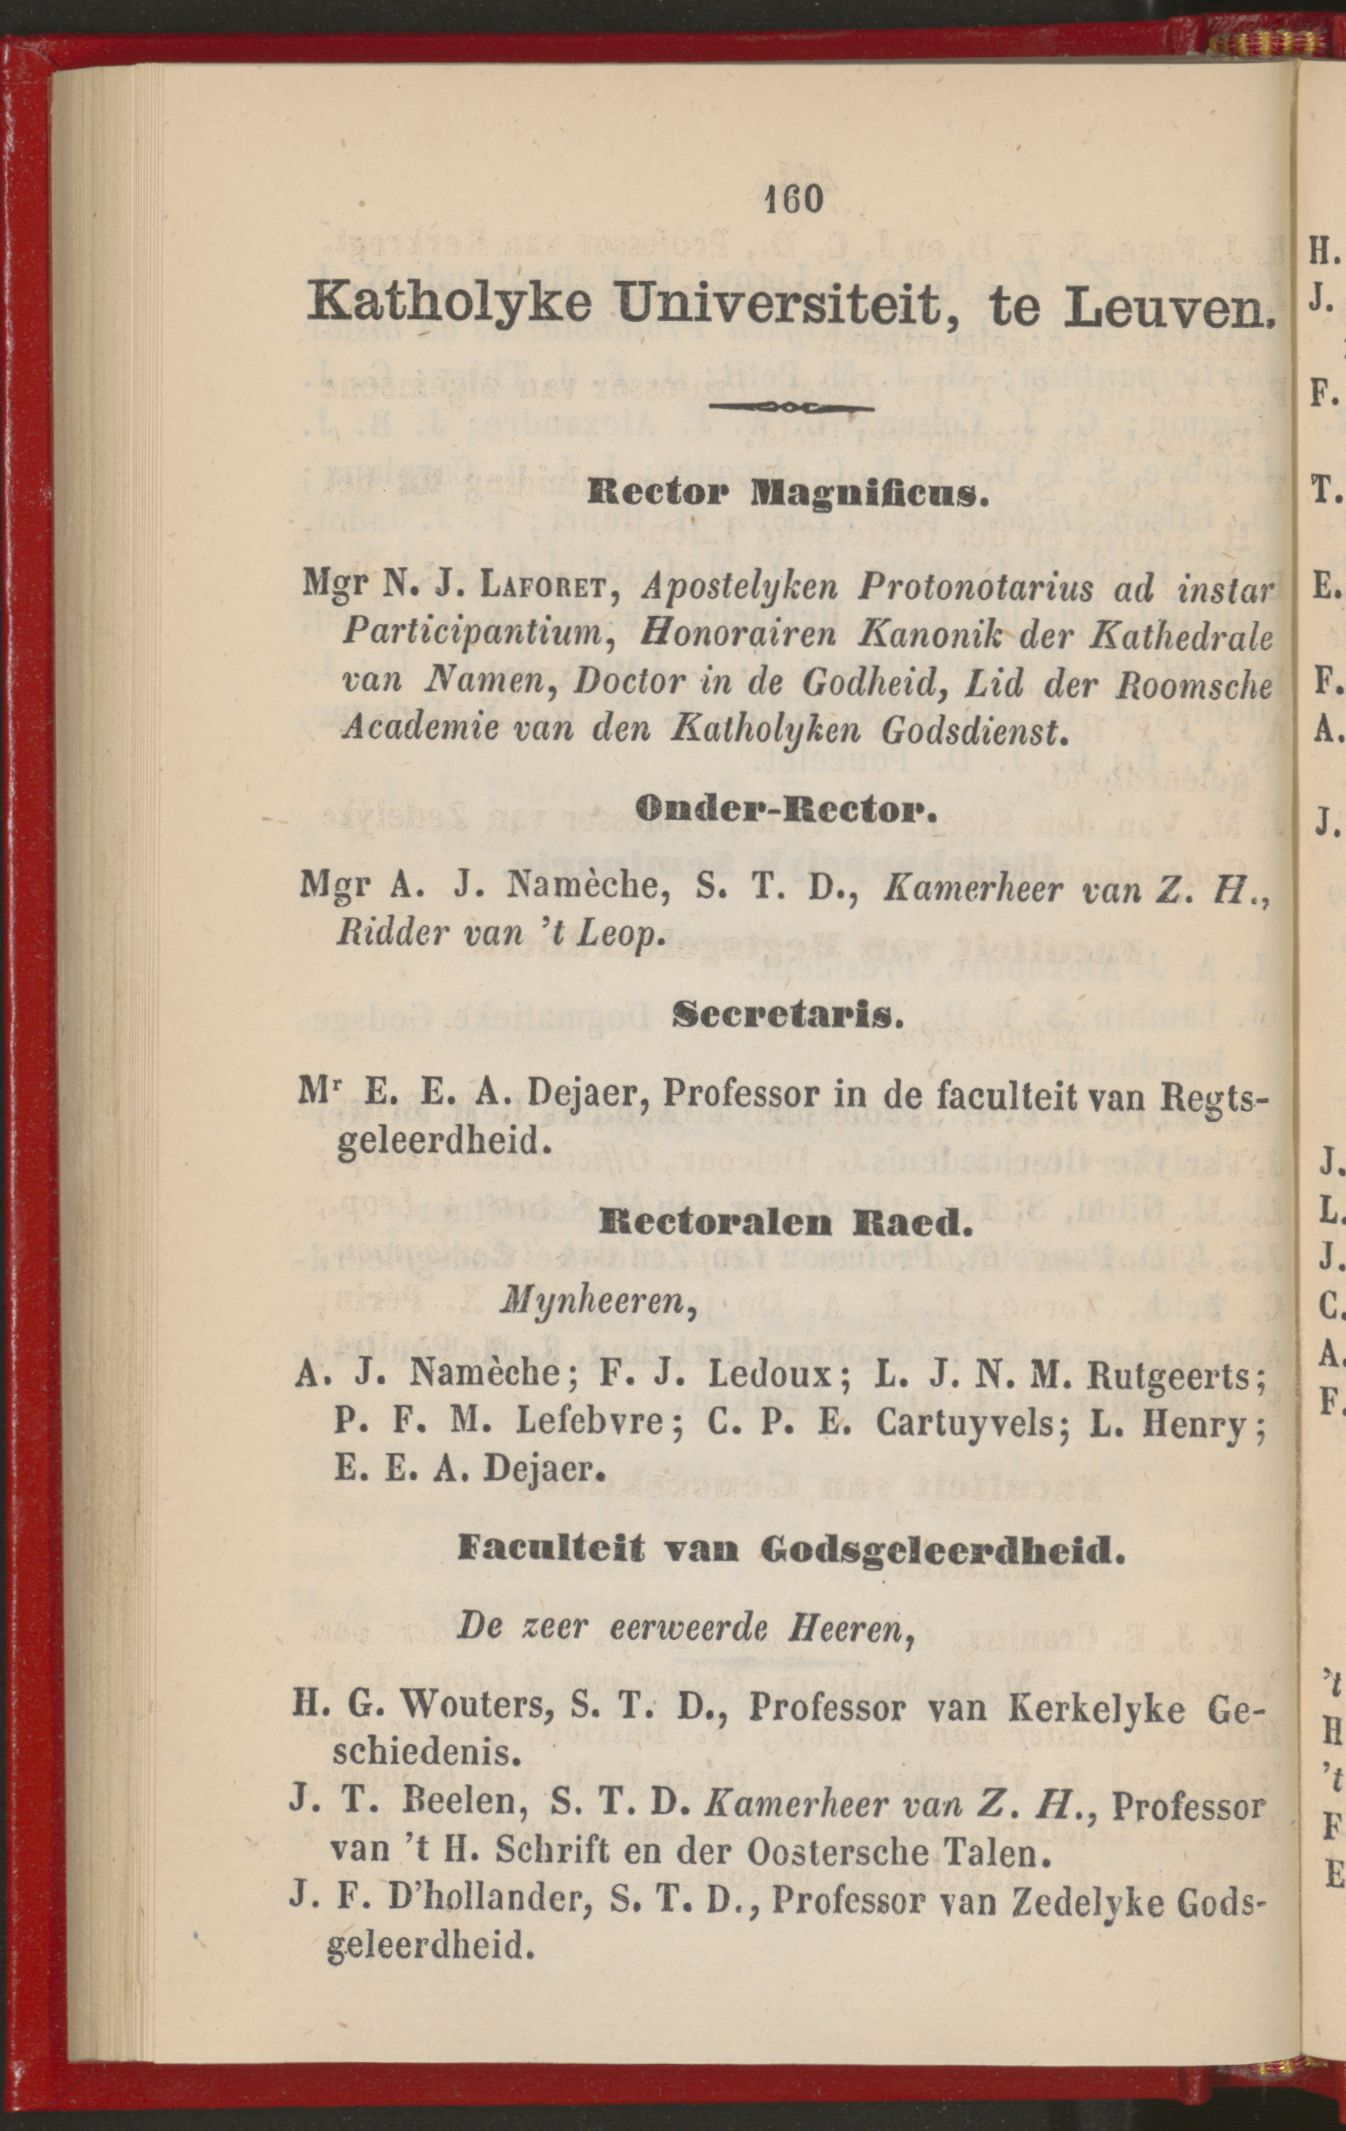 160
Katholyke Universiteit, te Leuven.
Rector Magnificus.
Mgr N. J. LAFORET, Apostelyken Protonotarius ad instar
Participantium, Honorairen Kanonik der Kathedrale
van Namen, Doctor in de Godheid, Lid der Roomsche
Academie van den Katholyken Godsdienst.
Onder-Rector.
Mgr A. J. Namèche, S. T. D., Kamerheer van Z. H.,
Ridder van 't Leop.
Secretaris.
Mr E. E. A. Dejaer, Professor in de faculteit van Regts-
geleerdheid.
Rectoralen Raed.
Mynheeren,
A. J. Namèche; F. J. Ledoux; L. J. N. M. Rutgeerts;
P. F. M. Lefebvre; C. P. E. Cartuyvels; L. Henry;
E. E. A. Dejaer.
Faculteit van Godsgeleerdheid.
De zeer eerweerde Heeren,
H. G. Wouters, S. T. D., Professor van Kerkelyke Ge-
schiedenis.
J. T. Beelen, S. T. D. Kamerheer van Z. H., Professor
van 't H. Schrift en der Oostersche Talen.
J. F. D'hollander, S. T. D., Professor van Zedelyke Gods-
geleerdheid.
H.
J.
F.
T.
E.
F.
A.
J.
J.
L.
J.
C.
A.
F.
't
H
't
F
E